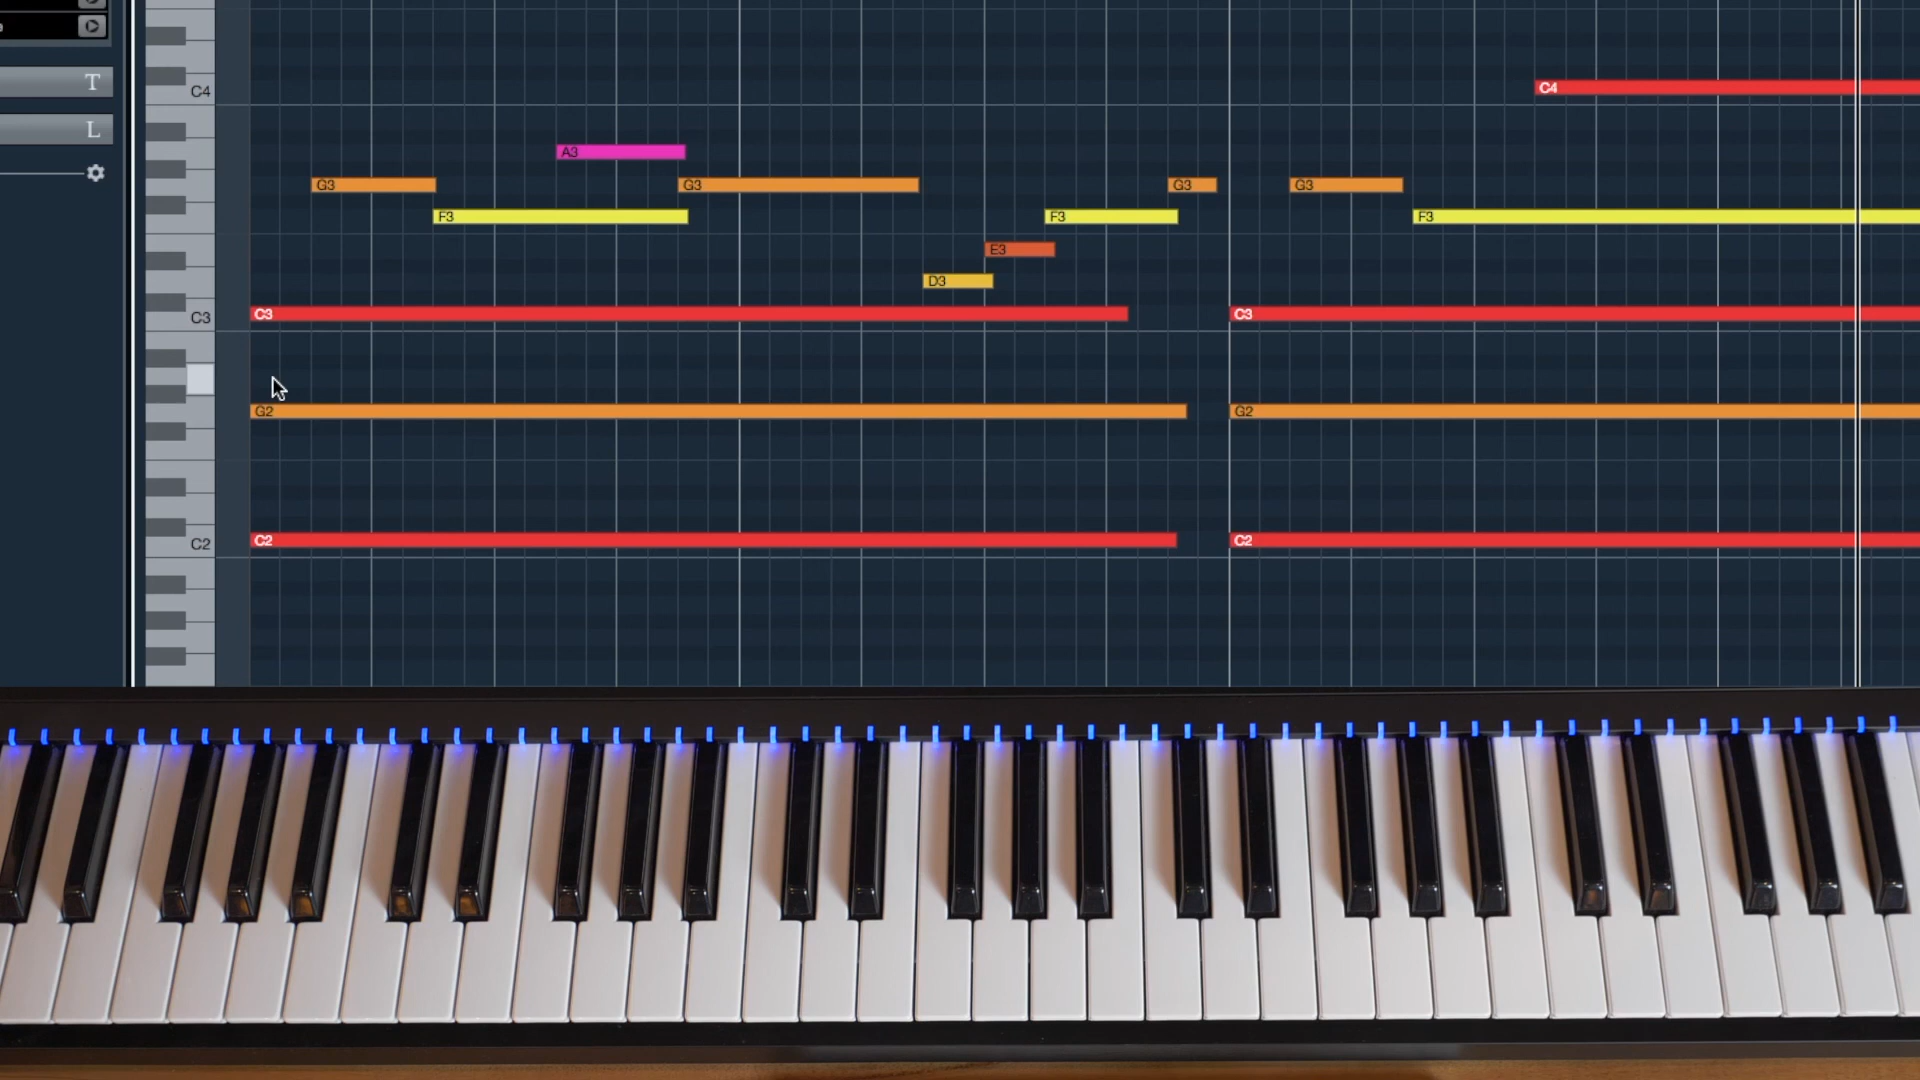 T
C4 C4
L
A3
G3 G3 G3 G3
F3 F3 F3
E3
D3
C3 C3 C3
G2 G2
C2 C2 C2